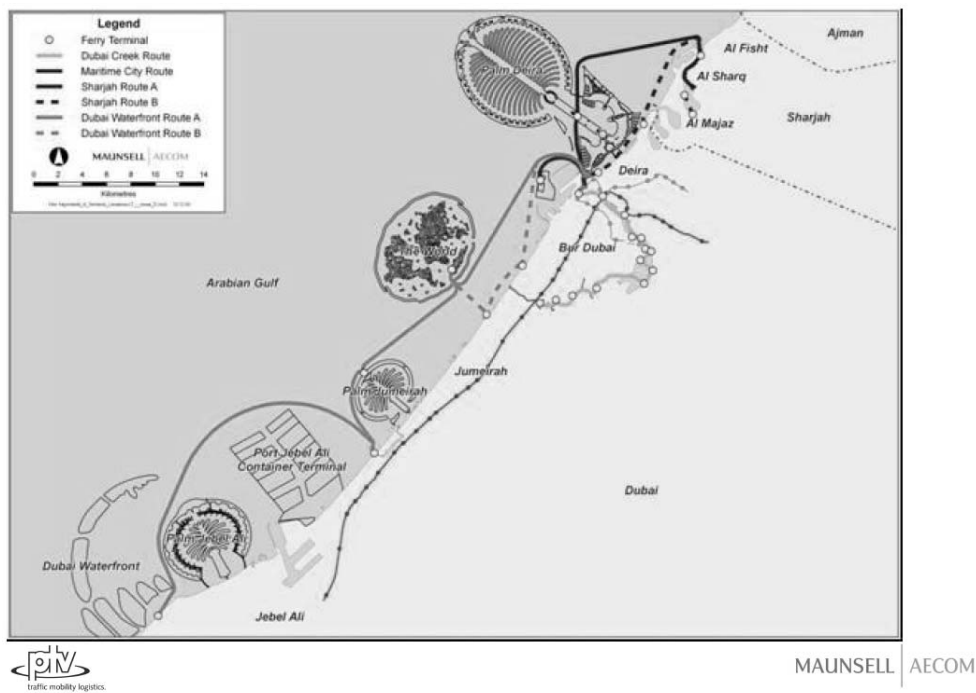 Legend
Ferry Terminal
Dubai Creek Route
Maritime City Route
Sharjah Route A
Sharjah Route B
Dubai Waterfront Route A
Dubai Waterfront Route B
MAUNSELL | AECOM
0 2 4 6 8 10 12 14
Kilometres
Ajman
Al Fisht
Palm Deira
Al Sharq
Sharjah
Al Majaz
Deira
Bur Dubai
The World
Arabian Gulf
Jumeirah
Palm Jumeirah
Port Jebel Ali
Container Terminal
Dubai
Palm Jebel Ali
Dubai Waterfront
Jebel Ali
ptv
traffic mobility logistics.
MAUNSELL | AECOM